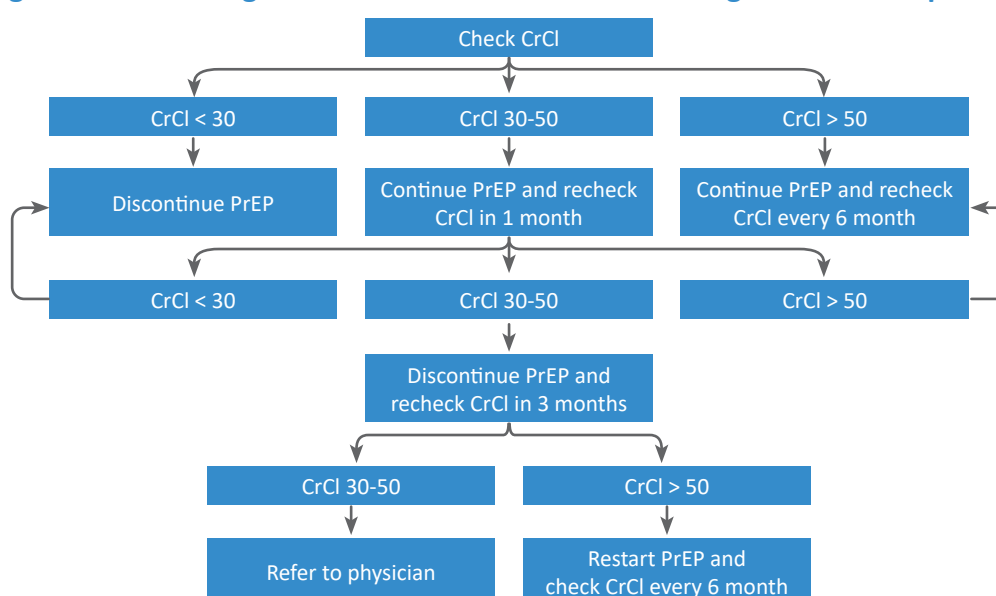 Check CrCl
CrCl < 30
CrCl 30-50
CrCl > 50
Discontinue PrEP
Continue PrEP and recheck
CrCl in 1 month
Continue PrEP and recheck
CrCl every 6 month
CrCl < 30
CrCl 30-50
CrCl > 50
Discontinue PrEP and
recheck CrCl in 3 months
CrCl 30-50
CrCl > 50
Refer to physician
Restart PrEP and
check CrCl every 6 month